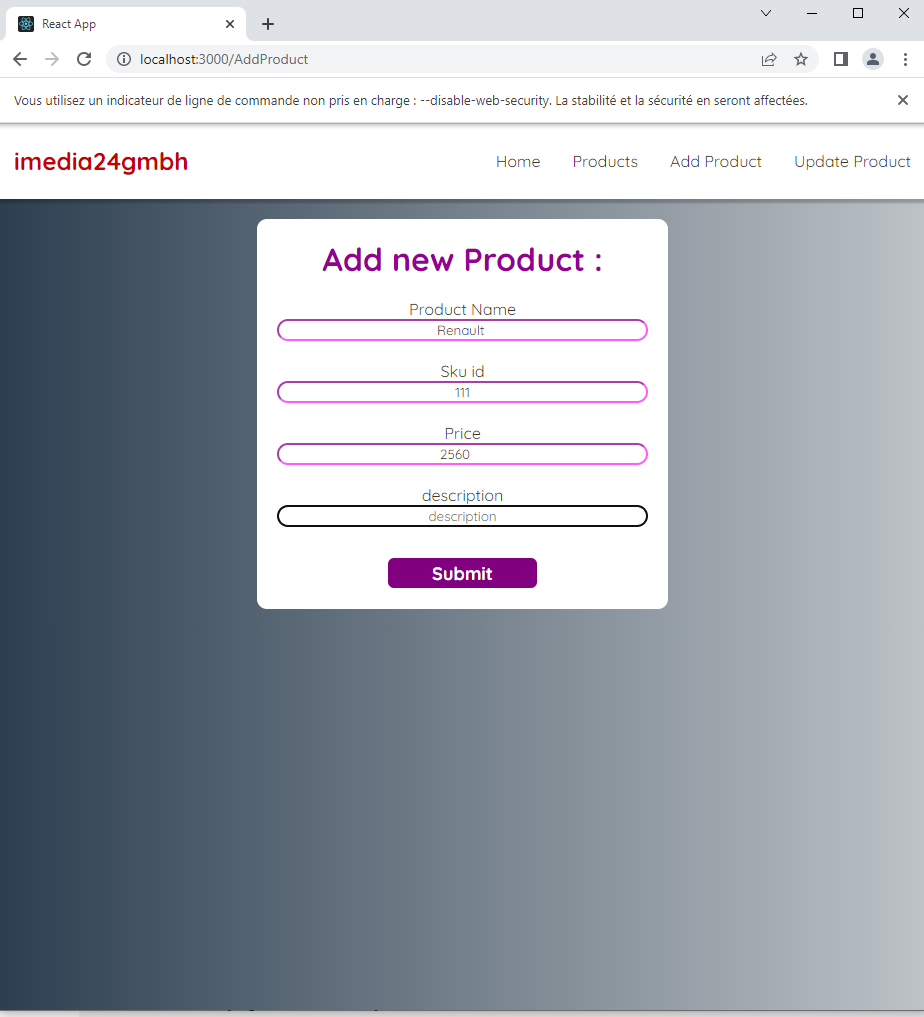 React App
localhost:3000/AddProduct
Vous utilisez un indicateur de ligne de commande non pris en charge : --disable-web-security. La stabilité et la sécurité en seront affectées.
imedia24gmbh Home Products Add Product Update Product
Add new Product :
Product Name
Renault
Sku id
111
Price
2560
description
description
Submit